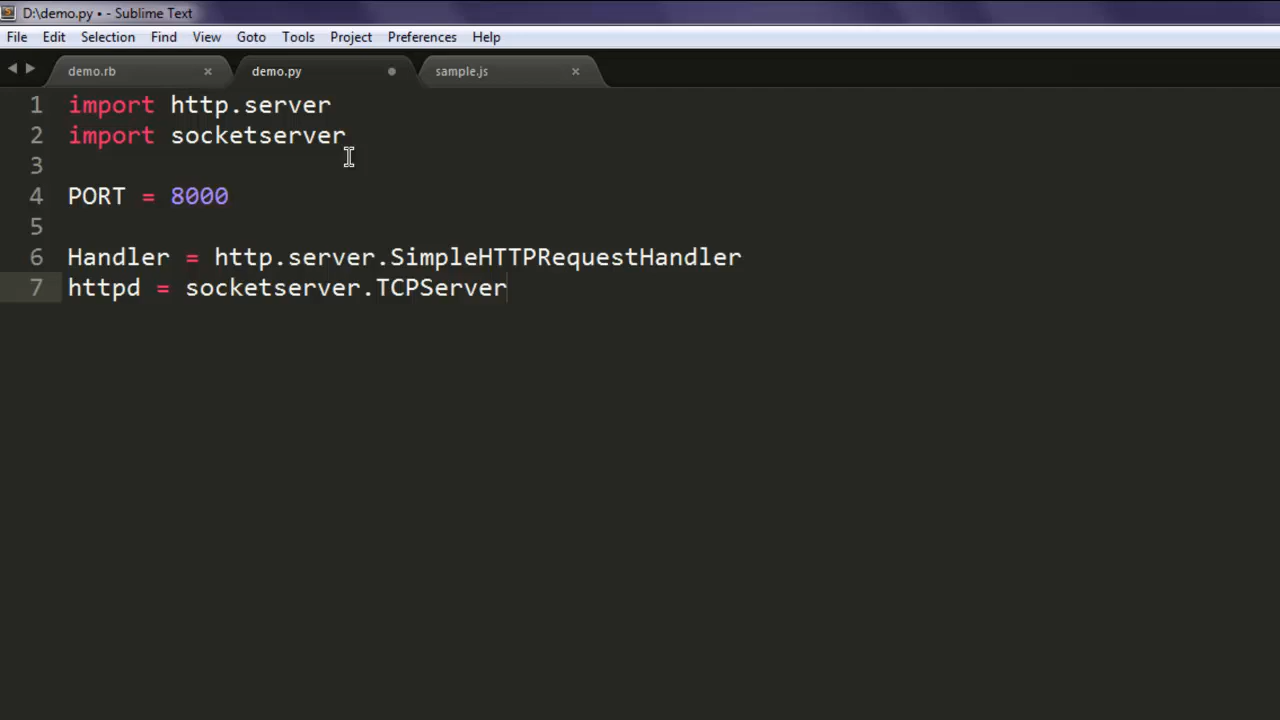 D:\demo.py • - Sublime Text
File Edit Selection Find View Goto Tools Project Preferences Help
demo.rb × demo.py • sample.js ×
1 import http.server
2 import socketserver
3
4 PORT = 8000
5
6 Handler = http.server.SimpleHTTPRequestHandler
7 httpd = socketserver.TCPServer